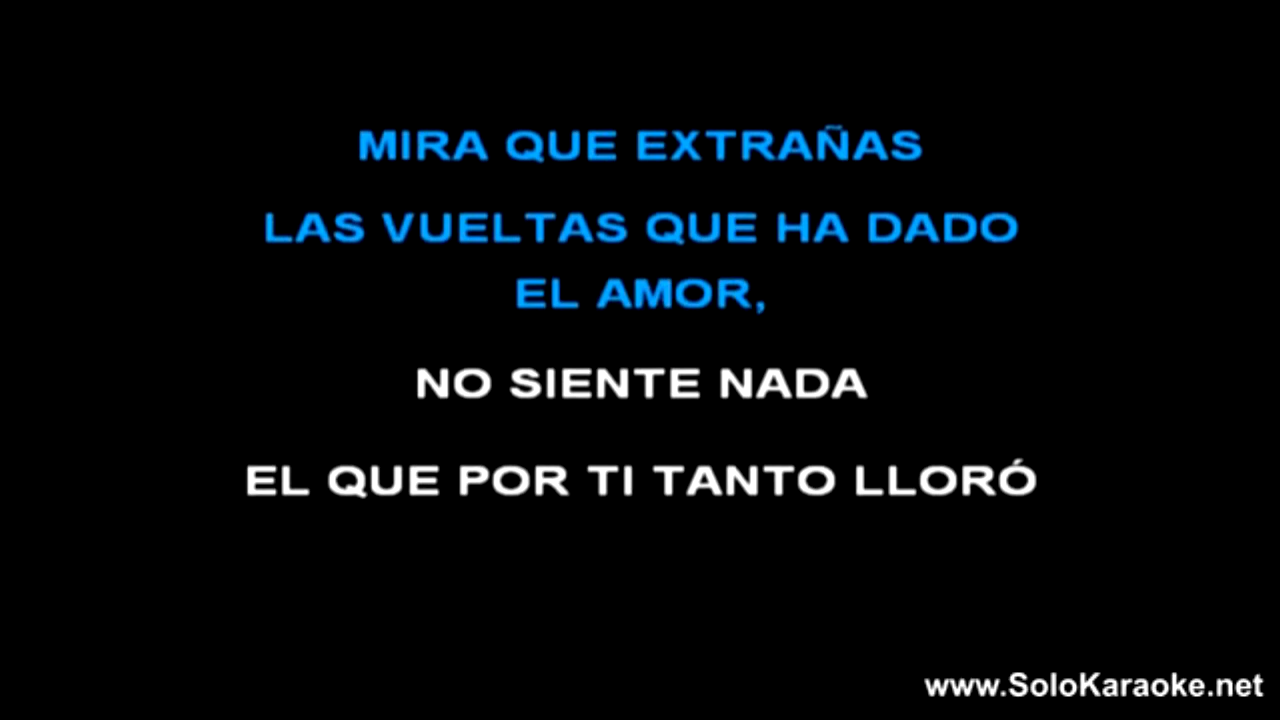 MIRA QUE EXTRAÑAS
LAS VUELTAS QUE HA DADO
EL AMOR,
NO SIENTE NADA
EL QUE POR TI TANTO LLORÓ
www.SoloKaraoke.net